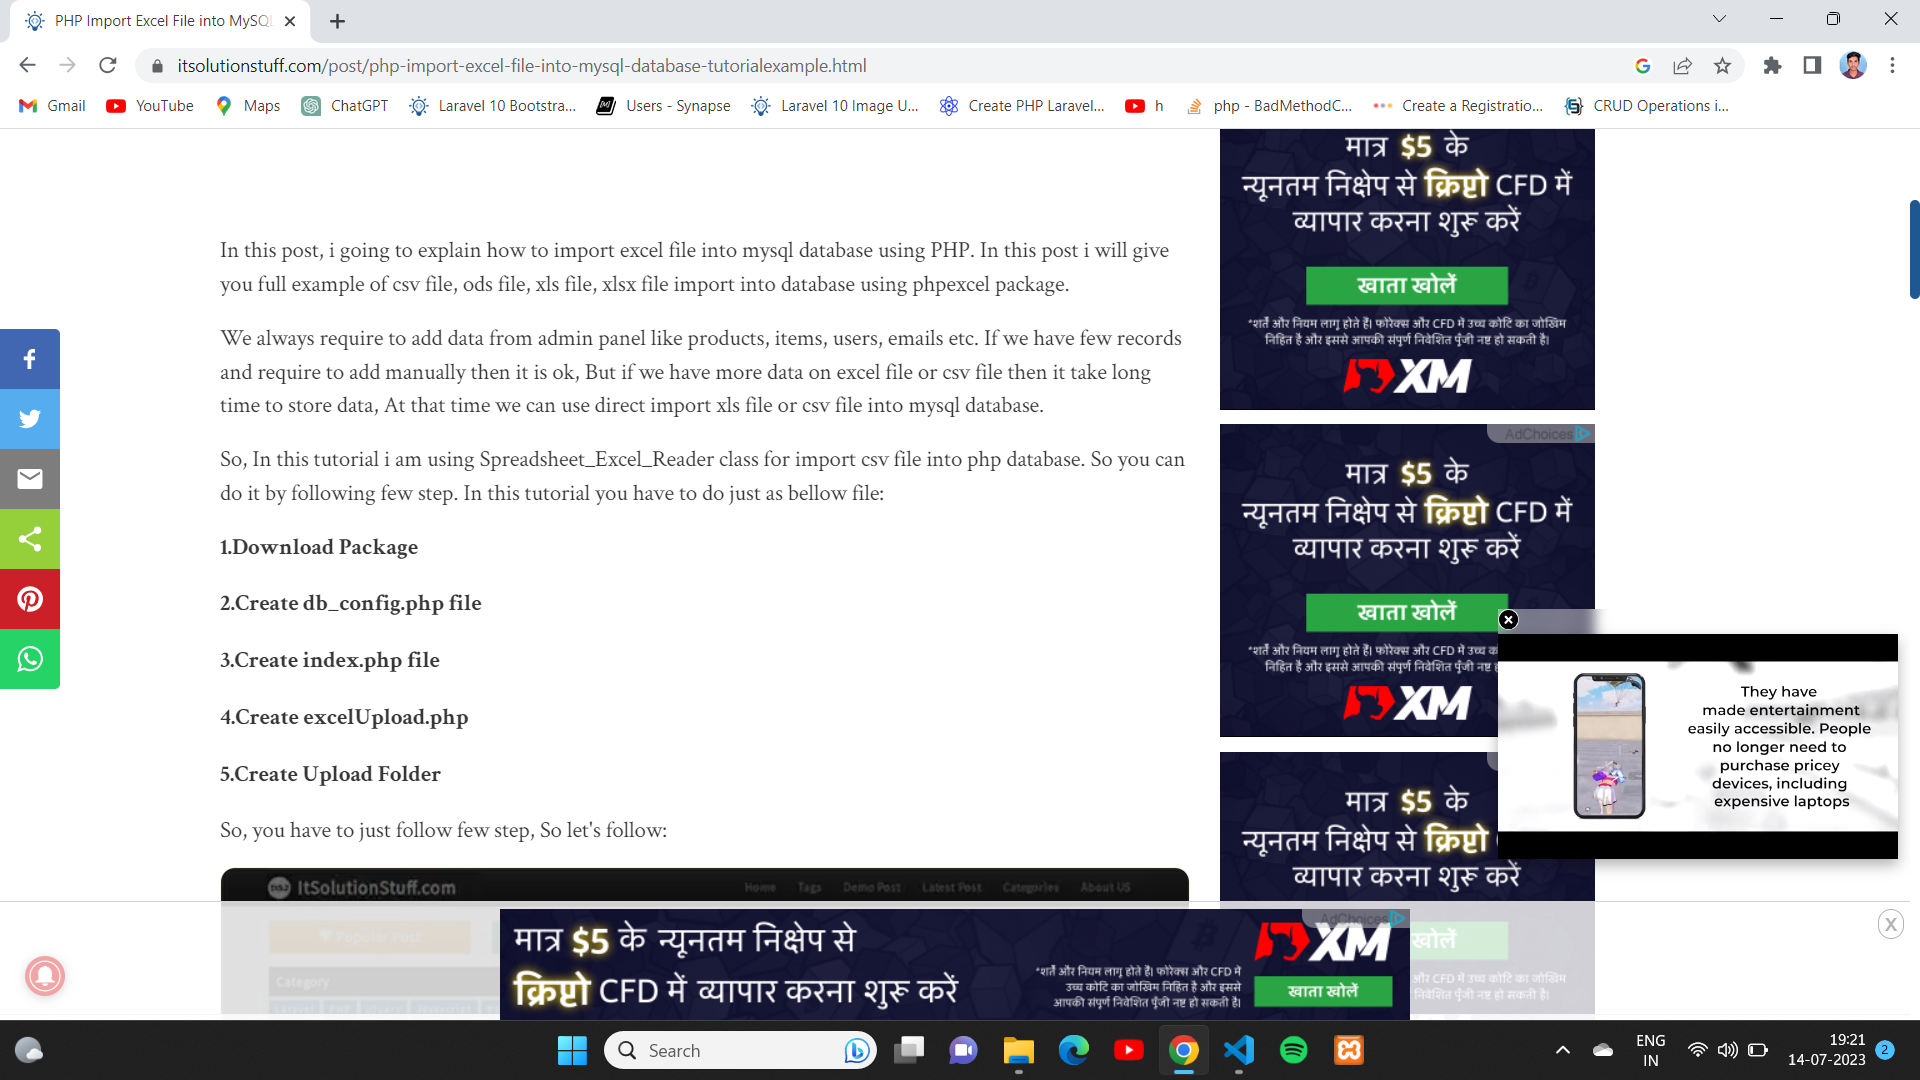 PHP Import Excel File into MySQL
itsolutionstuff.com/post/php-import-excel-file-into-mysql-database-tutorialexample.html
Gmail
YouTube
Maps
ChatGPT
Laravel 10 Bootstra...
Users - Synapse
Laravel 10 Image U...
Create PHP Laravel...
h
php - BadMethodC...
Create a Registratio...
CRUD Operations i...
In this post, i going to explain how to import excel file into mysql database using PHP. In this post i will give
you full example of csv file, ods file, xls file, xlsx file import into database using phpexcel package.
We always require to add data from admin panel like products, items, users, emails etc. If we have few records
and require to add manually then it is ok, But if we have more data on excel file or csv file then it take long
time to store data, At that time we can use direct import xls file or csv file into mysql database.
So, In this tutorial i am using Spreadsheet_Excel_Reader class for import csv file into php database. So you can
do it by following few step. In this tutorial you have to do just as bellow file:
1.Download Package
2.Create db_config.php file
3.Create index.php file
4.Create excelUpload.php
5.Create Upload Folder
So, you have to just follow few step, So let's follow:
ItSolutionStuff.com
Home
Tags
Demo Post
Latest Post
Categories
About US
Popular Post
Category
मात्र $5 के
न्यूनतम निक्षेप से क्रिप्टो CFD में
व्यापार करना शुरू करें
खाता खोलें
*शर्तें और नियम लागू होते हैं। फोरेक्स और CFD में उच्च कोटि का जोखिम
निहित है और इससे आपकी संपूर्ण निवेशित पूँजी नष्ट हो सकती है।
XM
AdChoices
मात्र $5 के
न्यूनतम निक्षेप से क्रिप्टो CFD में
व्यापार करना शुरू करें
खाता खोलें
*शर्तें और नियम लागू होते हैं। फोरेक्स और CFD में उच्च
निहित है और इससे आपकी संपूर्ण निवेशित पूँजी नष्ट
XM
They have
made entertainment
easily accessible. People
no longer need to
purchase pricey
devices, including
expensive laptops
मात्र $5 के
न्यूनतम निक्षेप से क्रिप्टो
व्यापार करना शुरू करें
खोलें
और CFD में उच्च कोटि का जोखिम
निवेशित पूँजी नष्ट हो सकती है।
AdChoices
मात्र $5 के न्यूनतम निक्षेप से
क्रिप्टो CFD में व्यापार करना शुरू करें
*शर्तें और नियम लागू होते हैं। फोरेक्स और CFD में
उच्च कोटि का जोखिम निहित है और इससे
आपकी संपूर्ण निवेशित पूँजी नष्ट हो सकती है।
XM
खाता खोलें
X
Search
ENG
IN
19:21
14-07-2023
2